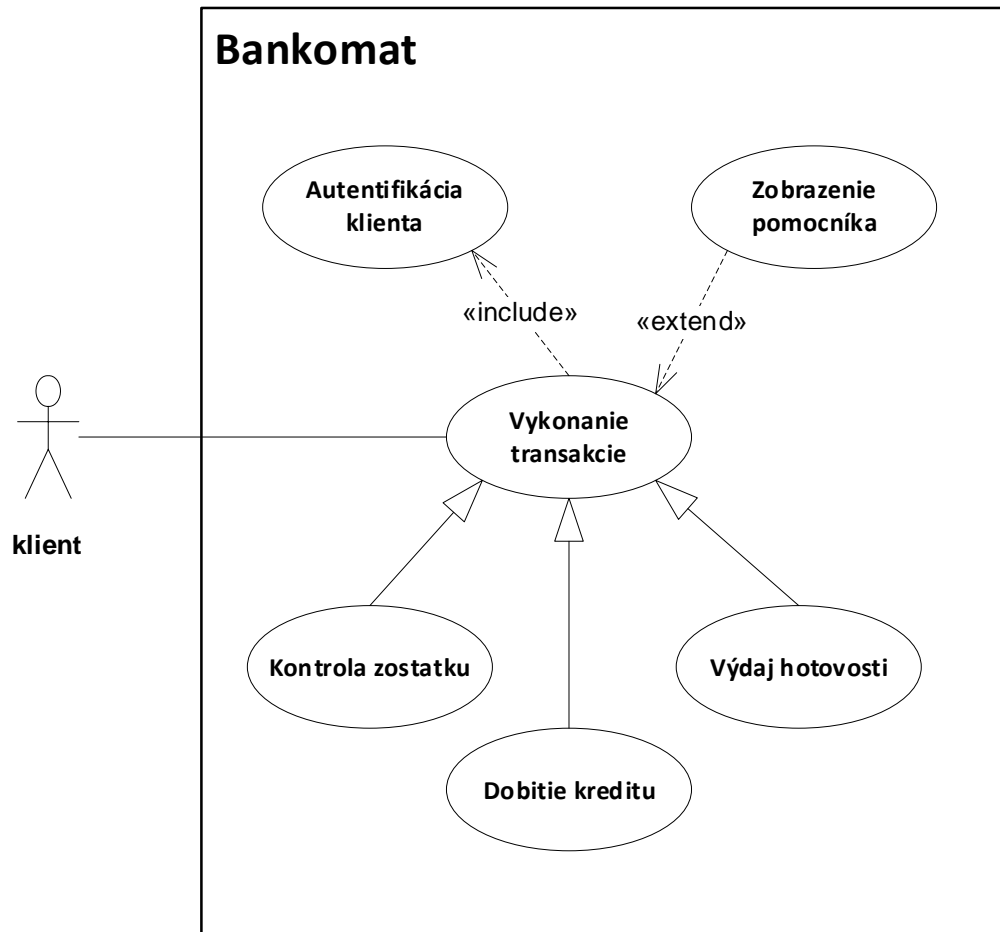 Bankomat
Autentifikácia
klienta
Zobrazenie
pomocníka
«include»
«extend»
Vykonanie
transakcie
klient
Kontrola zostatku
Výdaj hotovosti
Dobitie kreditu